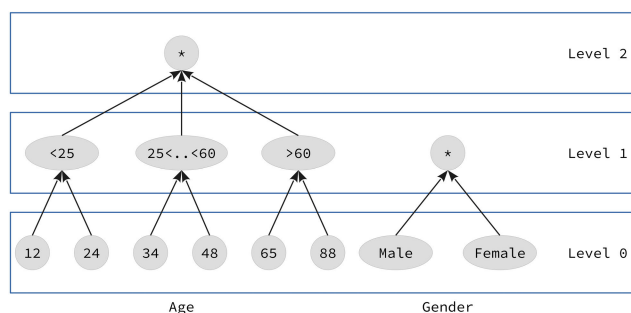 * Level 2
<25 25<..<60 >60 * Level 1
12 24 34 48 65 88 Male Female Level 0
Age Gender